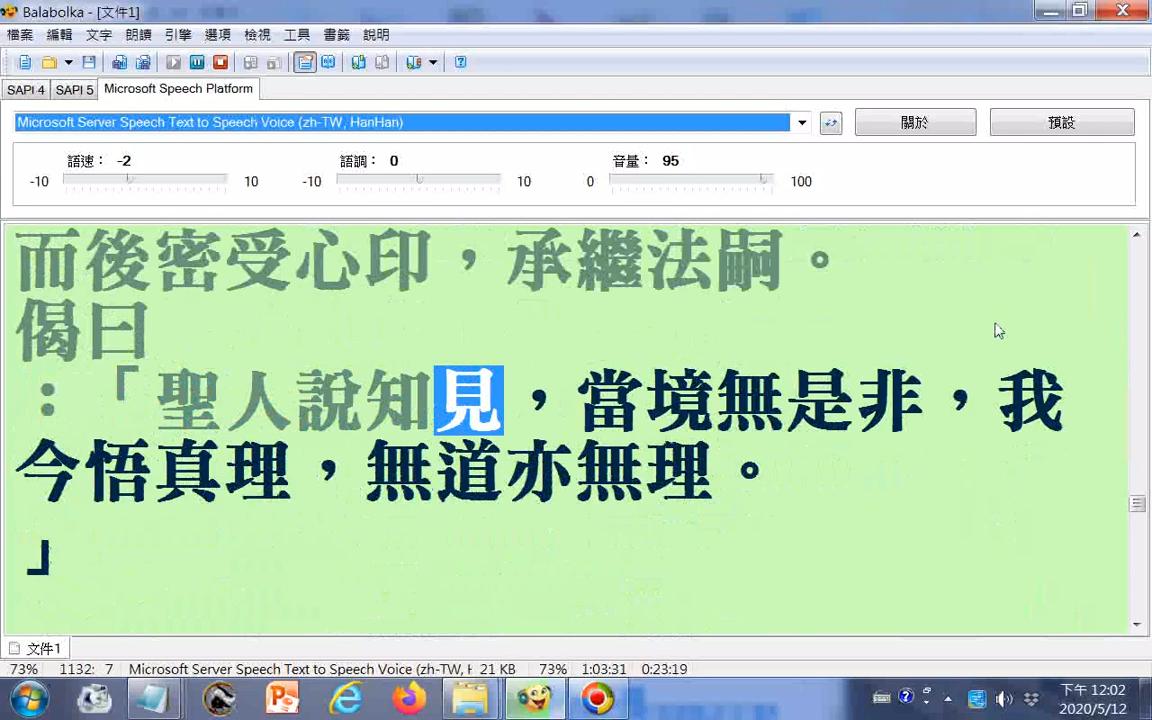 Balabolka - [文件1]
檔案 編輯 文字 朗讀 引擎 選項 檢視 工具 書籤 說明
SAPI 4 SAPI 5 Microsoft Speech Platform
Microsoft Server Speech Text to Speech Voice (zh-TW, HanHan) 關於 預設
語速： -2 語調： 0 音量： 95
-10 10 -10 10 0 100
而後密受心印，承繼法嗣。
偈曰
：「聖人說知見，當境無是非，我
今悟真理，無道亦無理。
」
文件1
73% 1132: 7 Microsoft Server Speech Text to Speech Voice (zh-TW, H 21 KB 73% 1:03:31 0:23:19
下午 12:02
2020/5/12